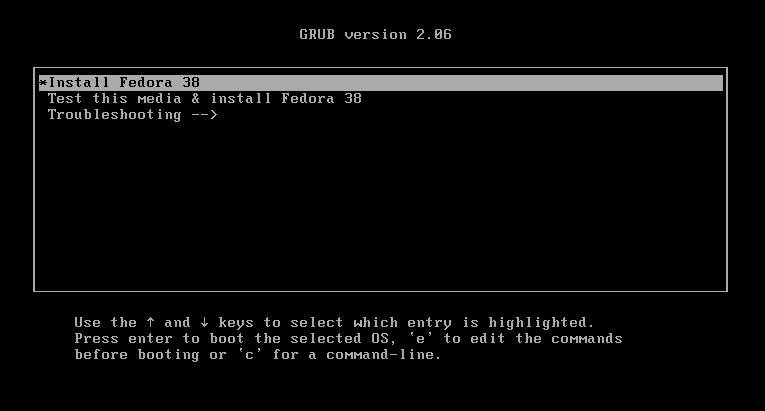 GRUB version 2.06
*Install Fedora 38
Test this media & install Fedora 38
Troubleshooting -->
Use the ↑ and ↓ keys to select which entry is highlighted.
Press enter to boot the selected OS, `e' to edit the commands
before booting or `c' for a command-line.